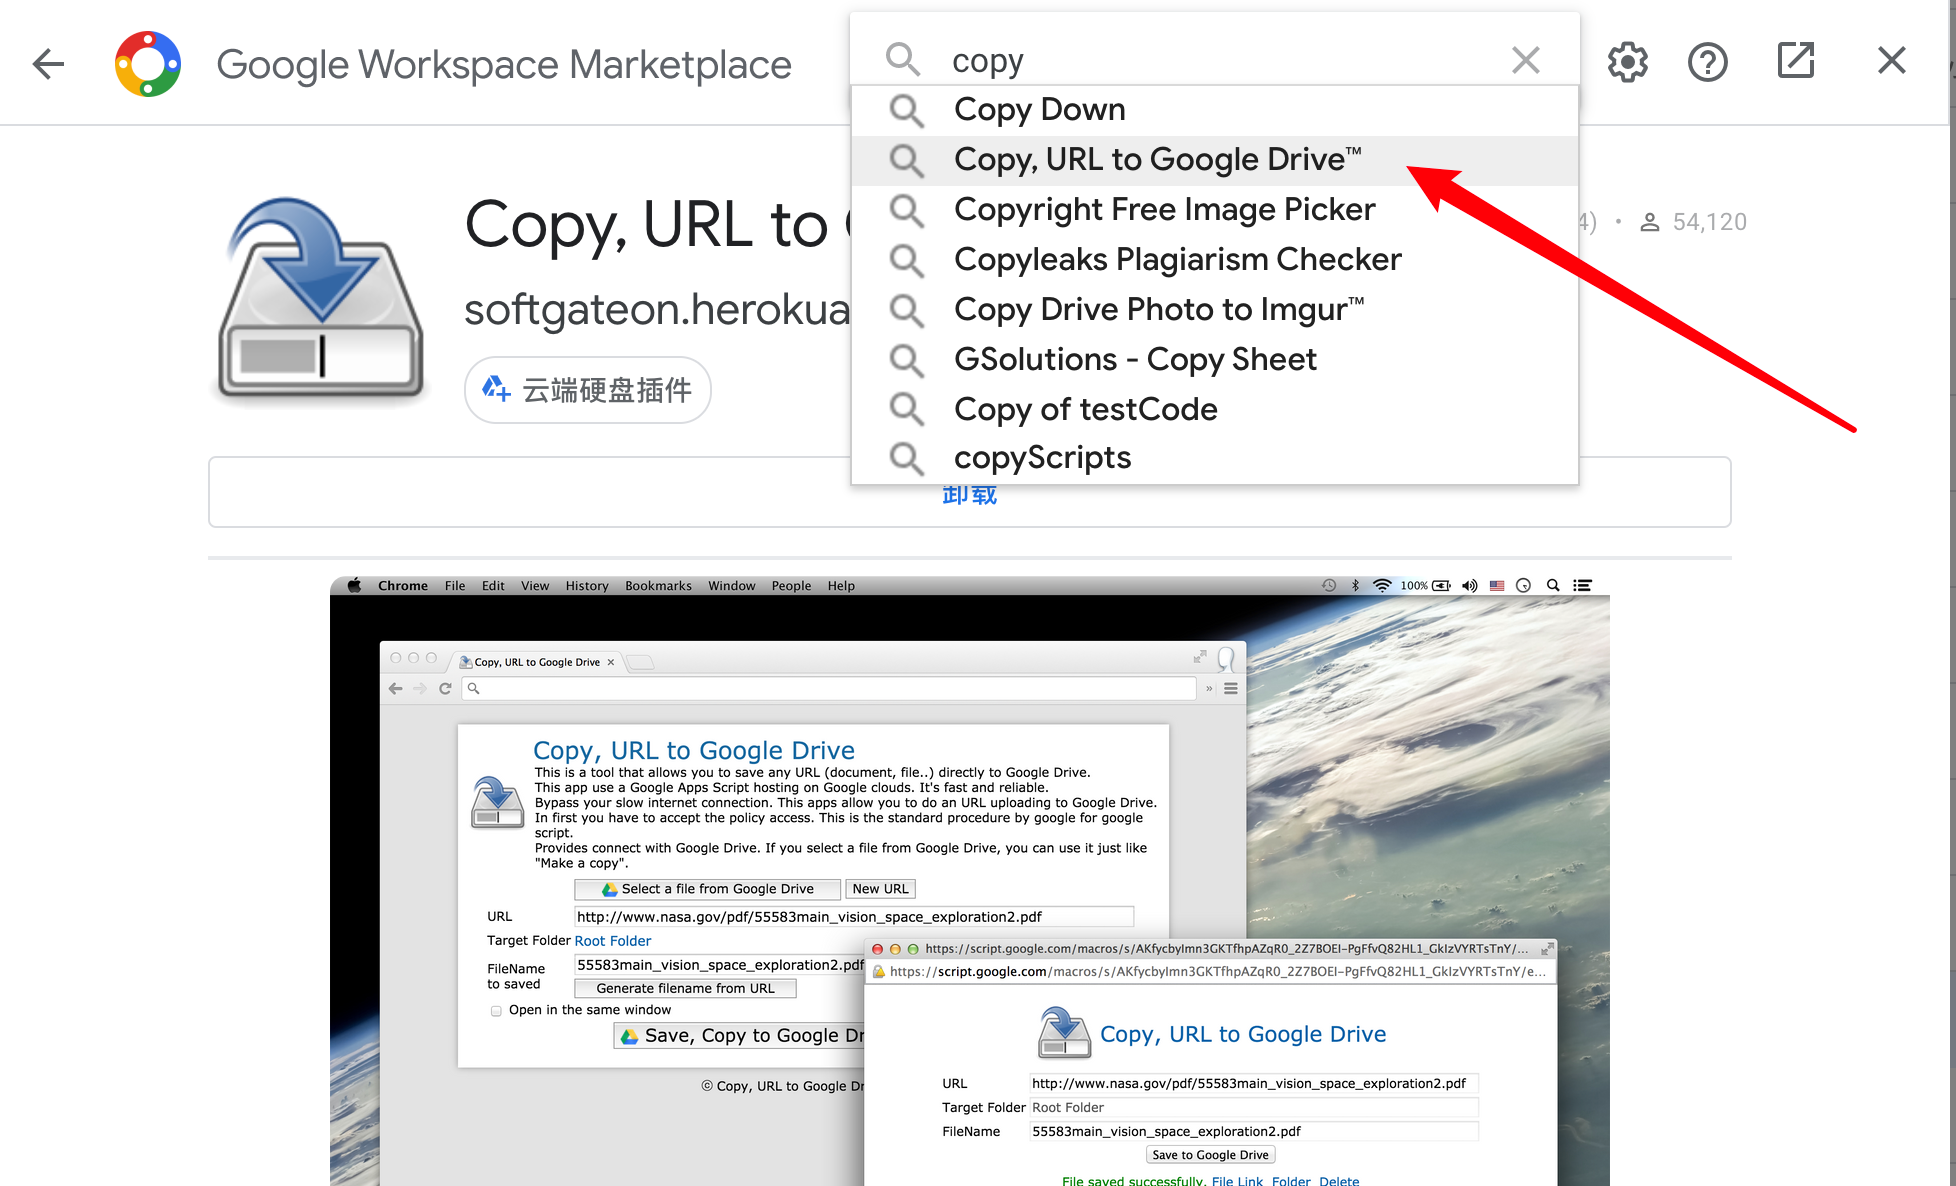 Google Workspace Marketplace
copy
Copy Down
Copy, URL to Google Drive™
Copyright Free Image Picker
Copyleaks Plagiarism Checker
Copy Drive Photo to Imgur™
GSolutions - Copy Sheet
Copy of testCode
copyScripts
Copy, URL to
4) • 54,120
softgateon.herokua
云端硬盘插件
卸载
Chrome File Edit View History Bookmarks Window People Help 100%
Copy, URL to Google Drive
Copy, URL to Google Drive
This is a tool that allows you to save any URL (document, file..) directly to Google Drive.
This app use a Google Apps Script hosting on Google clouds. It's fast and reliable.
Bypass your slow internet connection. This apps allow you to do an URL uploading to Google Drive.
In first you have to accept the policy access. This is the standard procedure by google for google
script.
Provides connect with Google Drive. If you select a file from Google Drive, you can use it just like
"Make a copy".
Select a file from Google Drive New URL
URL http://www.nasa.gov/pdf/55583main_vision_space_exploration2.pdf
Target Folder Root Folder
FileName
to saved
55583main_vision_space_exploration2.pdf
Generate filename from URL
Open in the same window
Save, Copy to Google Dr
© Copy, URL to Google Dr
https://script.google.com/macros/s/AKfycbylmn3GKTfhpAZqR0_2Z7BOEI-PgFfvQ82HL1_GkIzVYRTsTnY/...
https://script.google.com/macros/s/AKfycbylmn3GKTfhpAZqR0_2Z7BOEI-PgFfvQ82HL1_GkIzVYRTsTnY/e...
Copy, URL to Google Drive
URL http://www.nasa.gov/pdf/55583main_vision_space_exploration2.pdf
Target Folder Root Folder
FileName 55583main_vision_space_exploration2.pdf
Save to Google Drive
File saved successfully. File Link Folder Delete